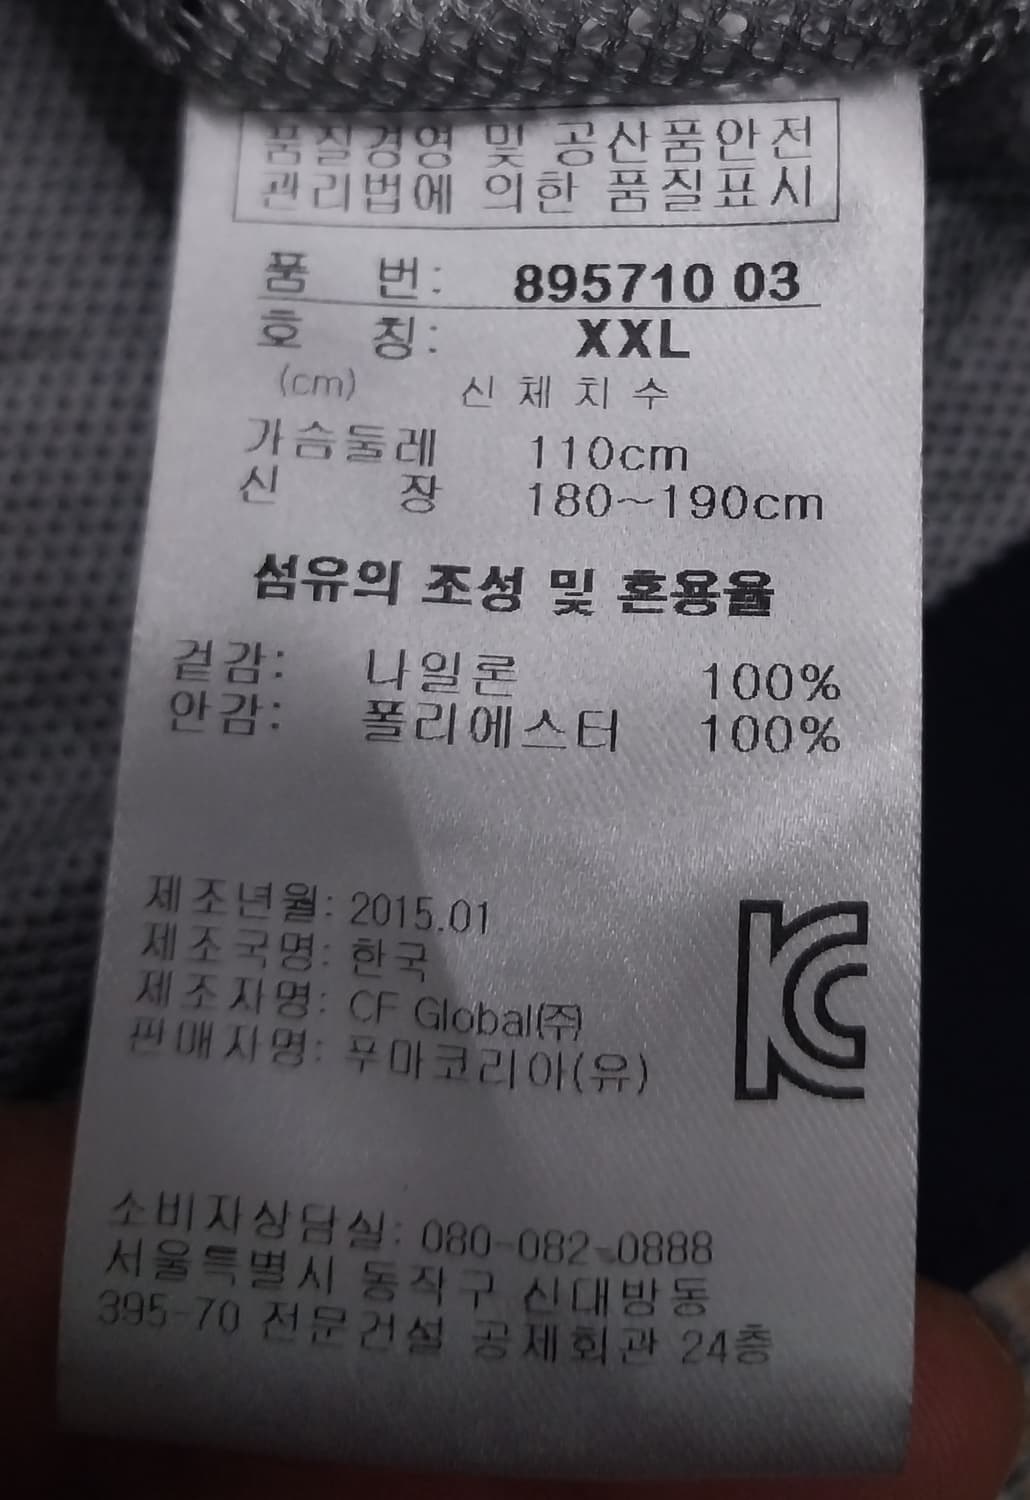 품질경영 및 공산품안전
관리법에 의한 품질표시
품 번: 895710 03
호 칭: XXL
(cm) 신체치수
가슴둘레 110cm
신 장 180~190cm
섬유의 조성 및 혼용율
겉감: 나일론 100%
안감: 폴리에스터 100%
제조년월: 2015.01
제조국명: 한국
제조자명: CF Global(주)
판매자명: 푸마코리아(유)
소비자상담실: 080-082-0888
서울특별시 동작구 신대방동
395-70 전문건설 공제회관 24층